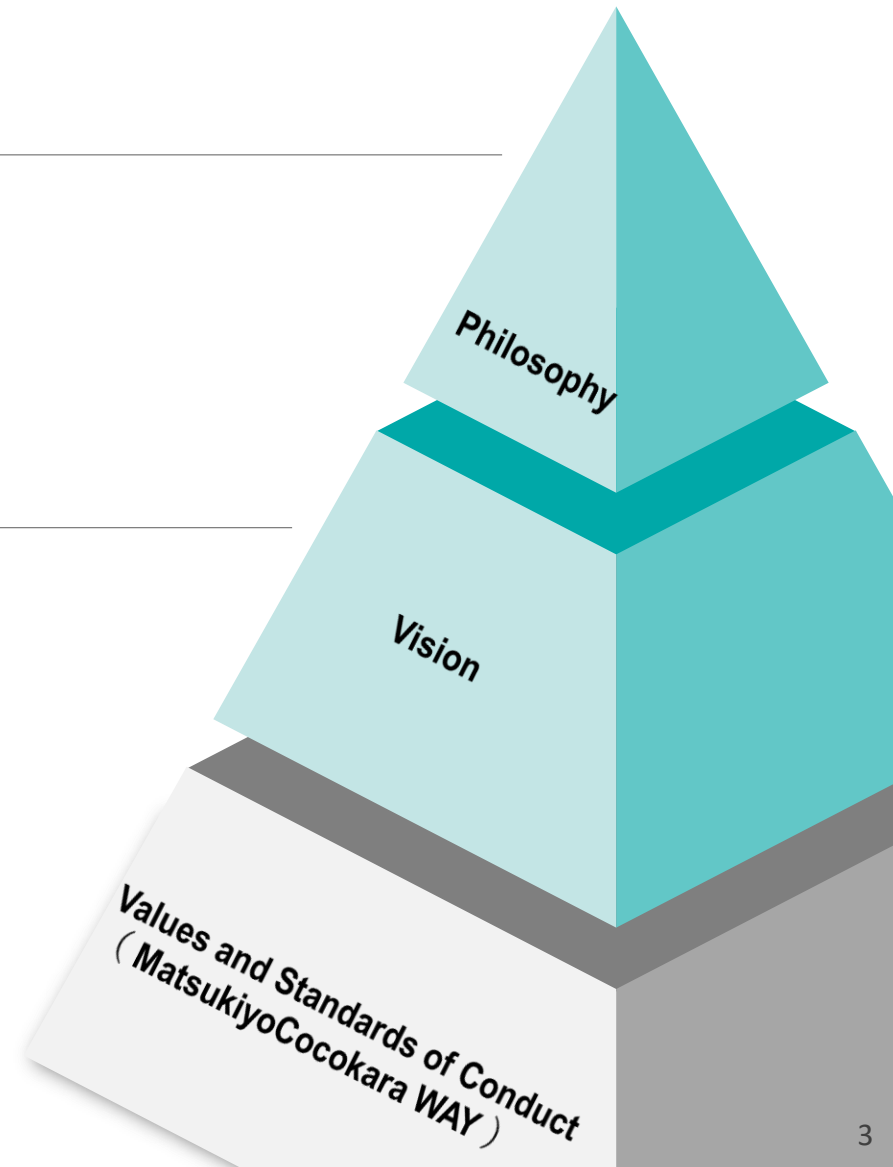 Philosophy
Vision
Values and Standards of Conduct
（MatsukiyoCocokara WAY）
3